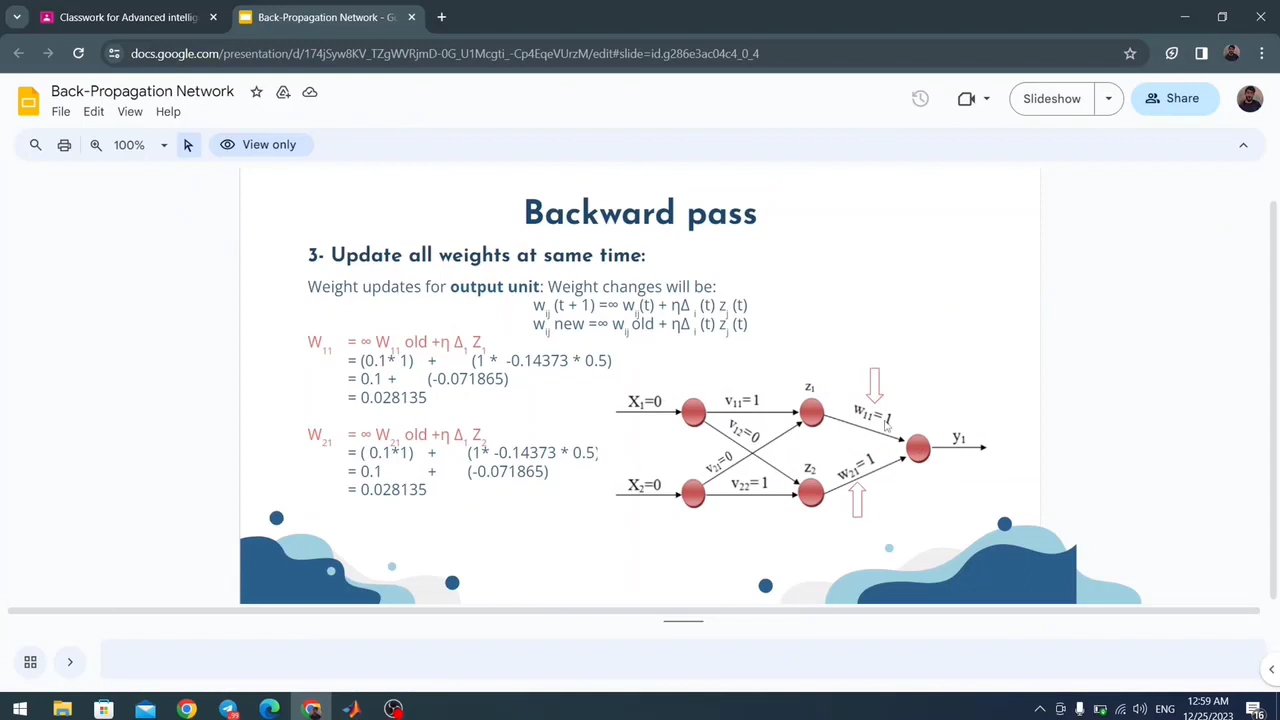 Classwork for Advanced intellig
Back-Propagation Network - Go
docs.google.com/presentation/d/174jSyw8KV_TZgWVRjmD-0G_U1Mcgti_-Cp4EqeVUrzM/edit#slide=id.g286e3ac04c4_0_4
Back-Propagation Network
File Edit View Help
Slideshow
Share
100%
View only
Backward pass
3- Update all weights at same time:
Weight updates for output unit: Weight changes will be:
wij (t + 1) =∞ wij(t) + ηΔi (t) zj (t)
wij new =∞ wij old + ηΔi (t) zj (t)
W11 = ∞ W11 old +η Δ1 Z1
= (0.1* 1) + (1 * -0.14373 * 0.5)
= 0.1 + (-0.071865)
= 0.028135
W21 = ∞ W21 old +η Δ1 Z2
= ( 0.1*1) + (1* -0.14373 * 0.5)
= 0.1 + (-0.071865)
= 0.028135
z1
X1=0 v11=1 w11=1
v12=0
y1
v21=0 z2 w21=1
X2=0 v22=1
99
ENG
12:59 AM
12/25/2023
16